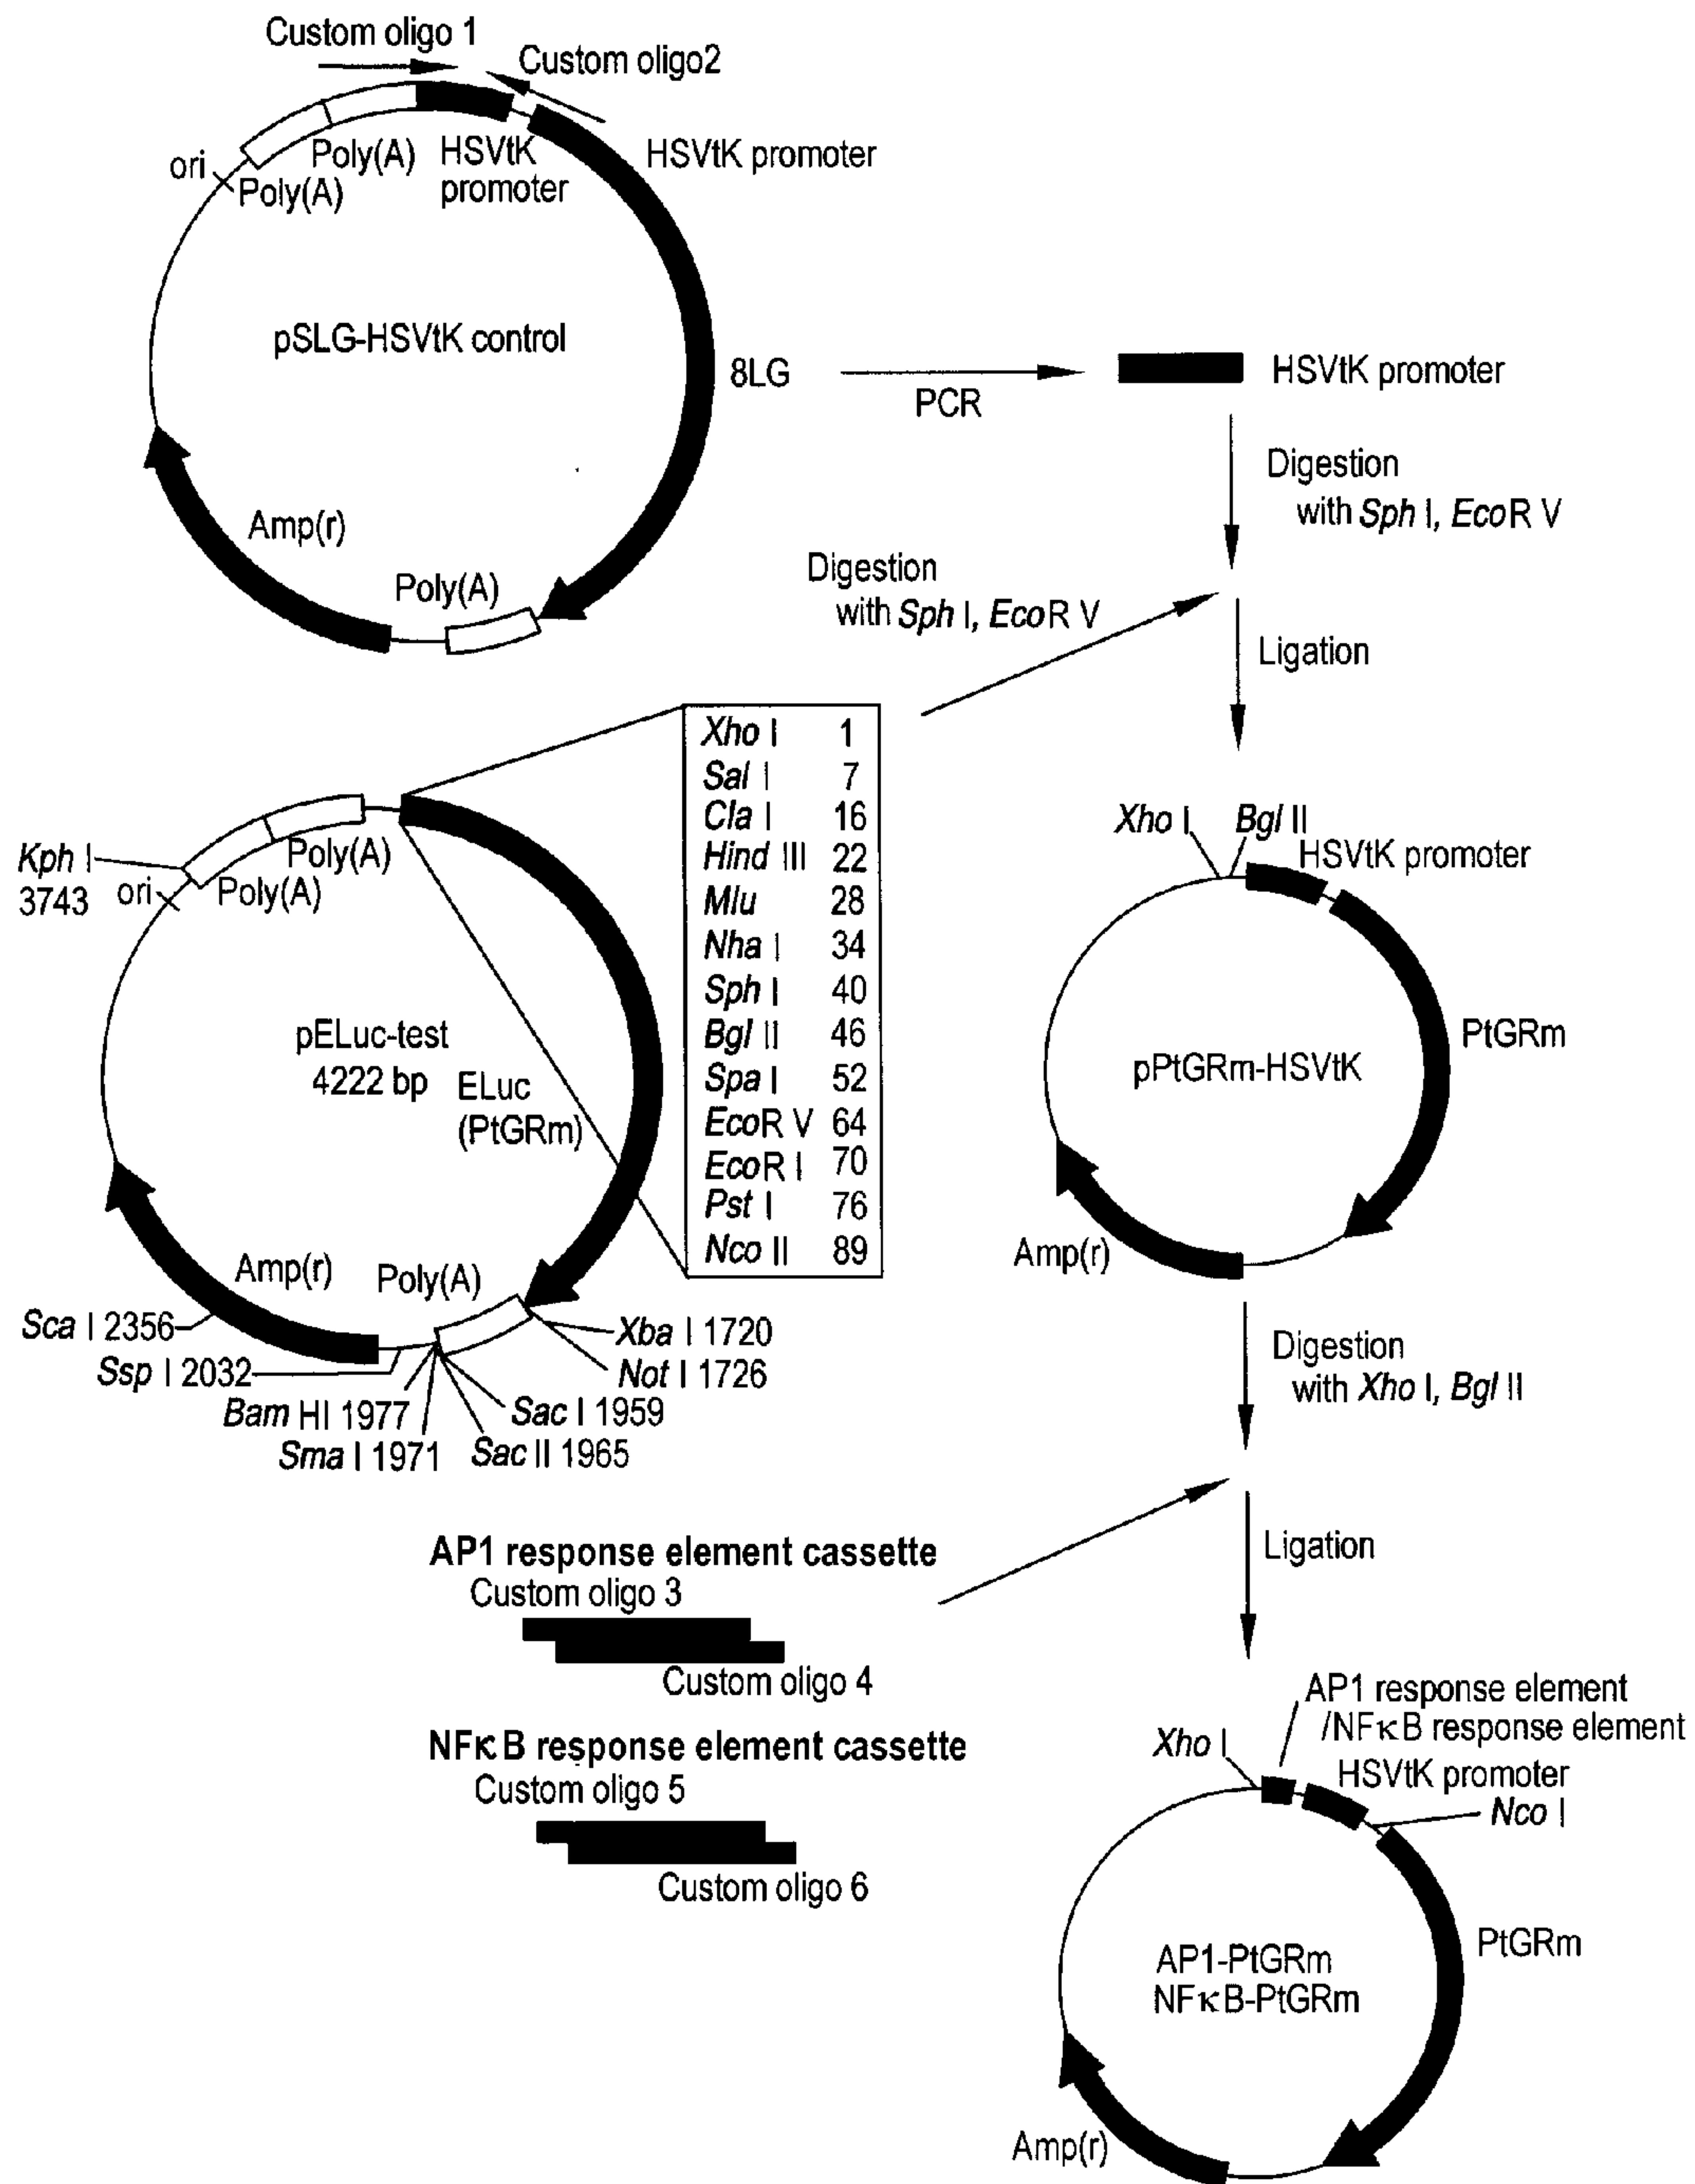 Custom oligo 1
Custom oligo2
HSVtK promoter
Poly(A)
HSVtK
promoter
ori
Poly(A)
pSLG-HSVtK control
8LG
PCR
HSVtK promoter
Digestion
with Sph I, EcoR V
Amp(r)
Poly(A)
Digestion
with Sph I, EcoR V
Ligation
Xho I 1
Sal I 7
Cla I 16
Hind III 22
Mlu 28
Nha I 34
Sph I 40
Bgl II 46
Spa I 52
EcoR V 64
EcoR I 70
Pst I 76
Nco II 89
Kph I
3743
ori
Poly(A)
Poly(A)
pELuc-test
4222 bp
ELuc
(PtGRm)
Amp(r)
Poly(A)
Sca I 2356
Ssp I 2032
Bam HI 1977
Sma I 1971
Sac I 1959
Sac II 1965
Xba I 1720
Not I 1726
Xho I
Bgl II
HSVtK promoter
PtGRm
pPtGRm-HSVtK
Amp(r)
Digestion
with Xho I, Bgl II
AP1 response element cassette
Custom oligo 3
Custom oligo 4
NFκB response element cassette
Custom oligo 5
Custom oligo 6
Ligation
AP1 response element
/NFκB response element
Xho I
HSVtK promoter
Nco I
PtGRm
AP1-PtGRm
NFκB-PtGRm
Amp(r)